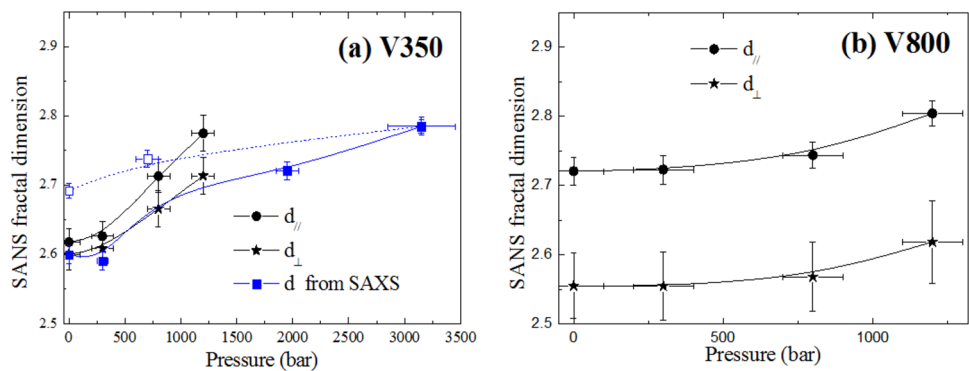 (a) V350
SANS fractal dimension
2.9
2.8
2.7
2.6
2.5
d//
d⊥
d from SAXS
0
500
1000
1500
2000
2500
3000
3500
Pressure (bar)
(b) V800
SANS fractal dimension
2.9
2.8
2.7
2.6
2.5
d//
d⊥
0
500
1000
Pressure (bar)